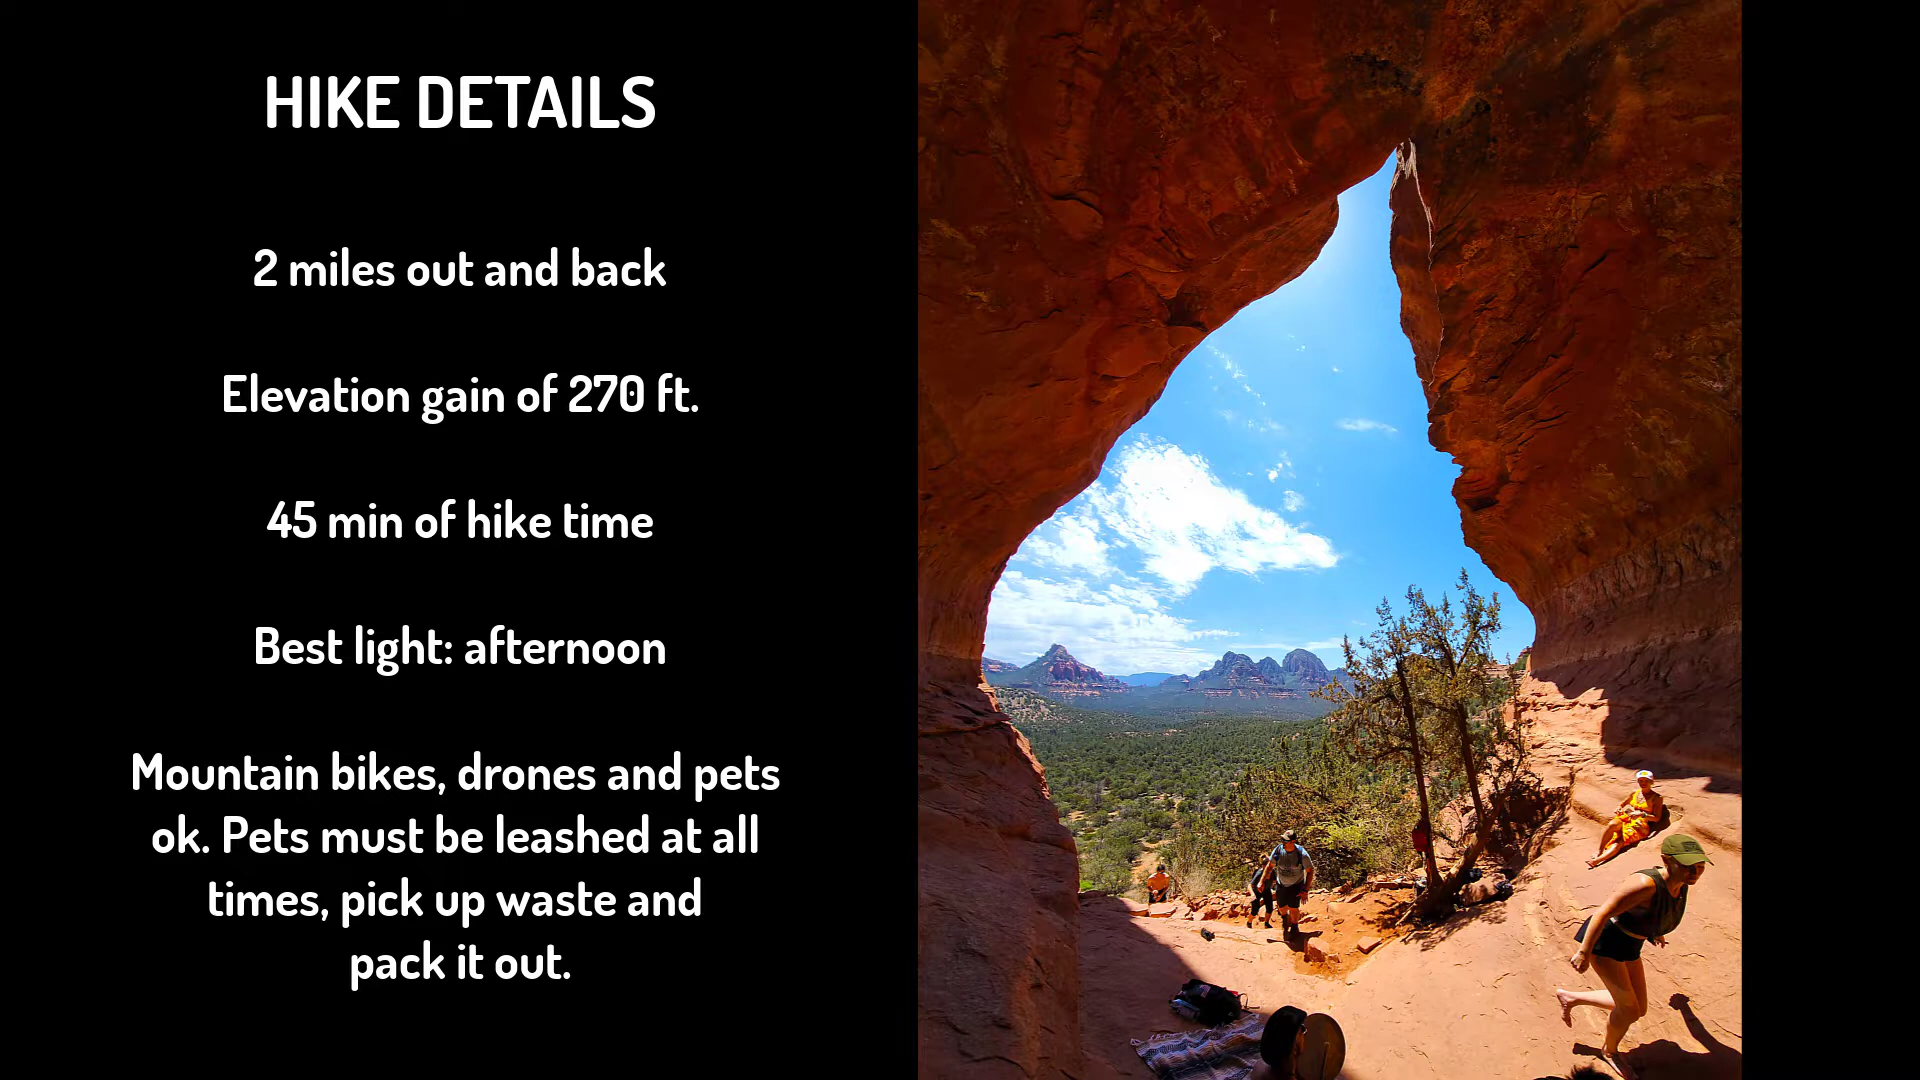 HIKE DETAILS
2 miles out and back
Elevation gain of 270 ft.
45 min of hike time
Best light: afternoon
Mountain bikes, drones and pets
ok. Pets must be leashed at all
times, pick up waste and
pack it out.